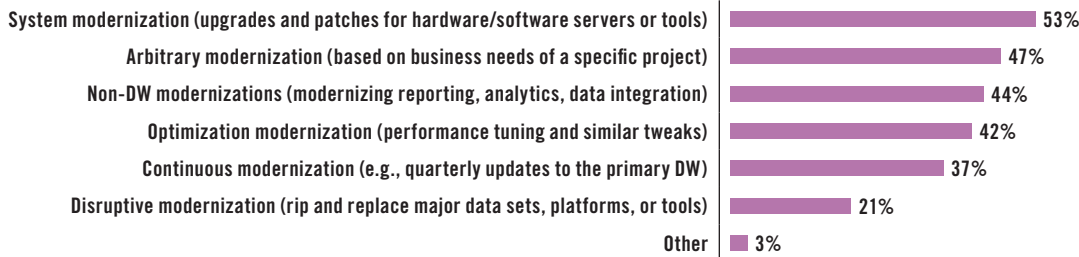 System modernization (upgrades and patches for hardware/software servers or tools) 53%
Arbitrary modernization (based on business needs of a specific project) 47%
Non-DW modernizations (modernizing reporting, analytics, data integration) 44%
Optimization modernization (performance tuning and similar tweaks) 42%
Continuous modernization (e.g., quarterly updates to the primary DW) 37%
Disruptive modernization (rip and replace major data sets, platforms, or tools) 21%
Other 3%